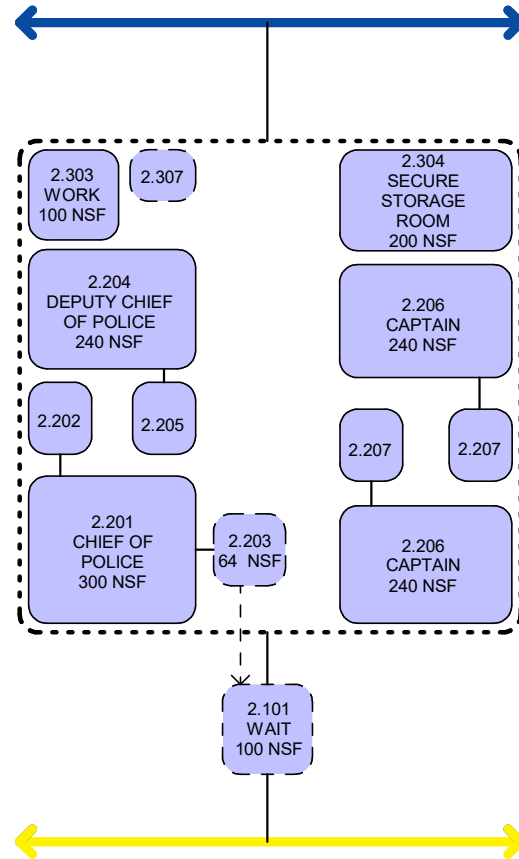 2.303
WORK
100 NSF
2.307
2.304
SECURE
STORAGE
ROOM
200 NSF
2.204
DEPUTY CHIEF
OF POLICE
240 NSF
2.206
CAPTAIN
240 NSF
2.202
2.205
2.207
2.207
2.201
CHIEF OF
POLICE
300 NSF
2.203
64 NSF
2.206
CAPTAIN
240 NSF
2.101
WAIT
100 NSF